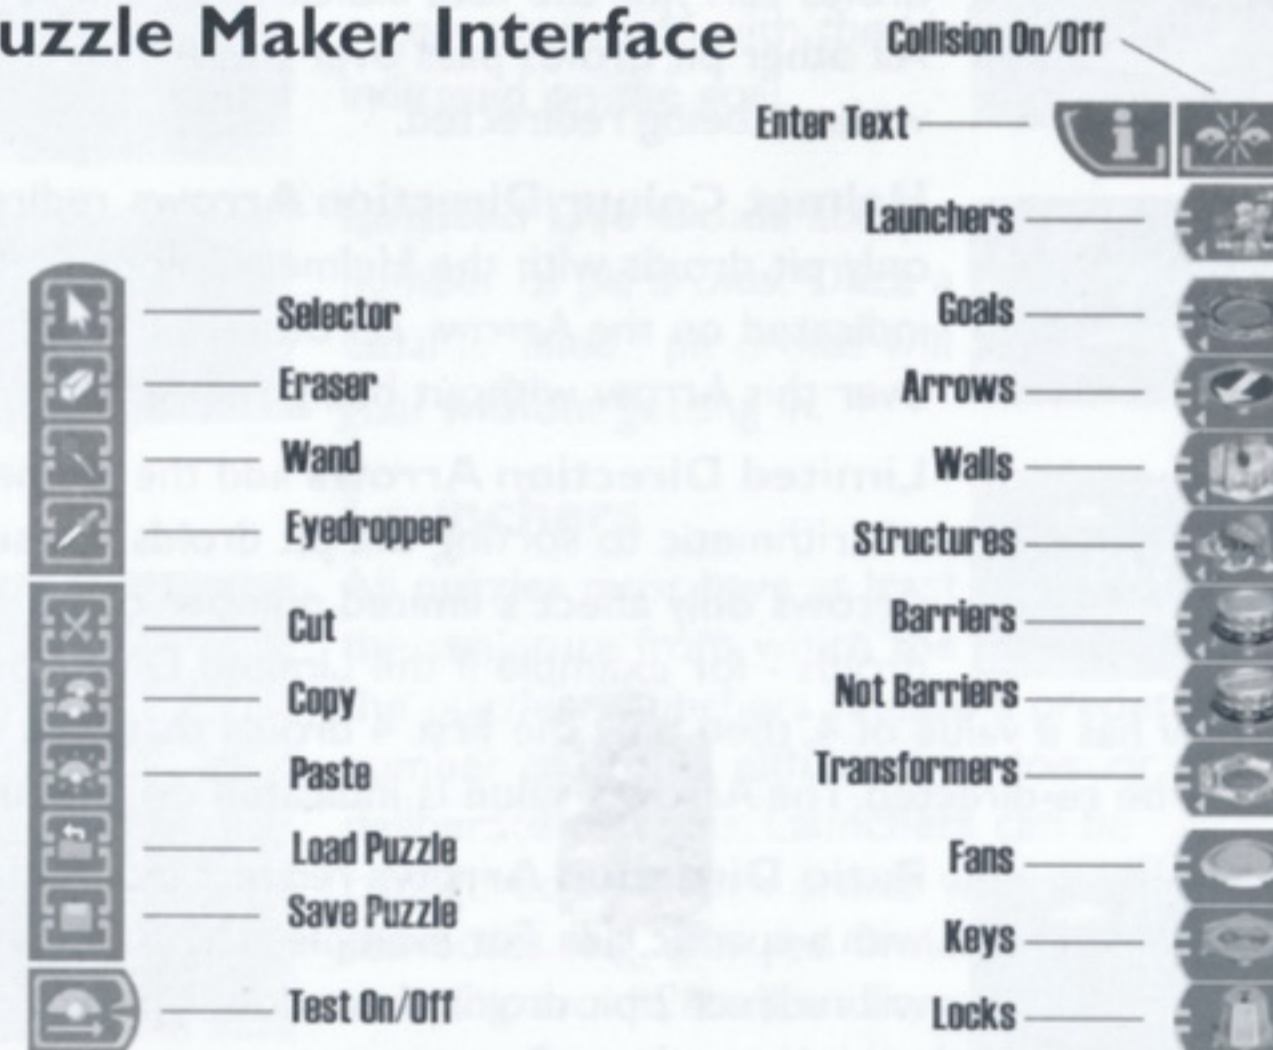 uzzle Maker Interface
Collision On/Off
Enter Text
Launchers
Goals
Arrows
Walls
Structures
Barriers
Not Barriers
Transformers
Fans
Keys
Locks
Selector
Eraser
Wand
Eyedropper
Cut
Copy
Paste
Load Puzzle
Save Puzzle
Test On/Off